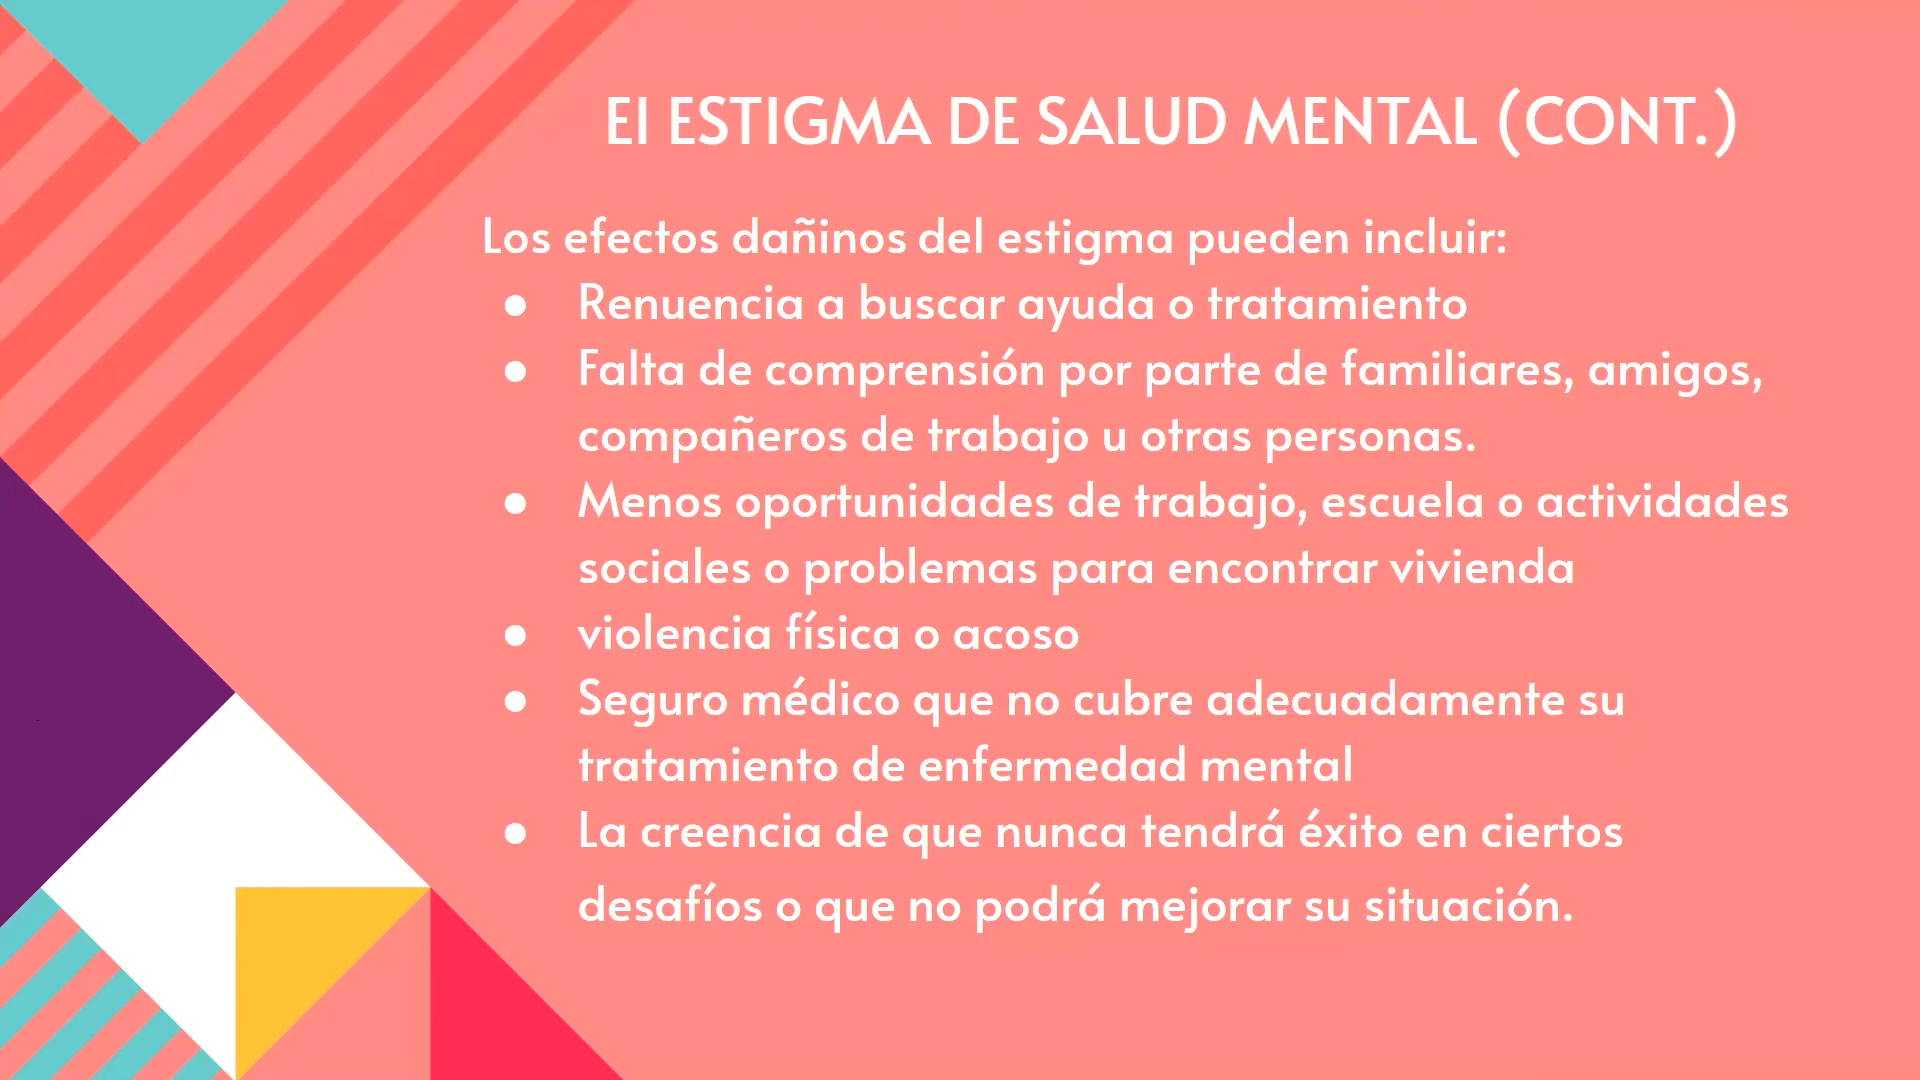 El ESTIGMA DE SALUD MENTAL (CONT.)
Los efectos dañinos del estigma pueden incluir:
● Renuencia a buscar ayuda o tratamiento
● Falta de comprensión por parte de familiares, amigos,
compañeros de trabajo u otras personas.
● Menos oportunidades de trabajo, escuela o actividades
sociales o problemas para encontrar vivienda
● violencia física o acoso
● Seguro médico que no cubre adecuadamente su
tratamiento de enfermedad mental
● La creencia de que nunca tendrá éxito en ciertos
desafíos o que no podrá mejorar su situación.